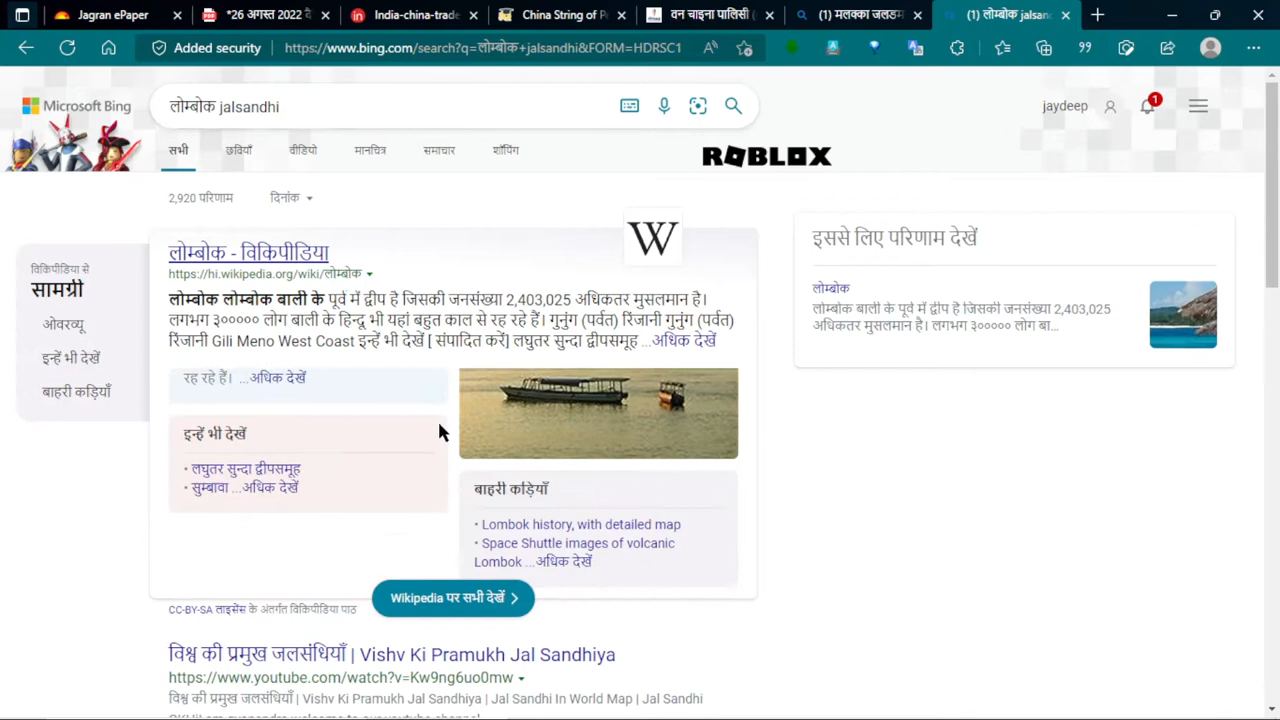 Jagran ePaper
*26 अगस्त 2022 दै
India-china-trade
China String of Pe
वन चाइना पालिसी
(1) मलक्का जलडम
(1) लोम्बोक jalsanc
Added security
https://www.bing.com/search?q=लोम्बोक+jalsandhi&FORM=HDRSC1
Microsoft Bing
लोम्बोक jalsandhi
jaydeep
1
सभी
छवियाँ
वीडियो
मानचित्र
समाचार
शॉपिंग
ROBLOX
2,920 परिणाम
दिनांक
विकिपीडिया से
सामग्री
ओवरव्यू
इन्हें भी देखें
बाहरी कड़ियाँ
लोम्बोक - विकिपीडिया
W
https://hi.wikipedia.org/wiki/लोम्बोक
लोम्बोक लोम्बोक बाली के पूर्व में द्वीप है जिसकी जनसंख्या 2,403,025 अधिकतर मुसलमान है।
लगभग ३००००० लोग बाली के हिन्दू भी यहां बहुत काल से रह रहे हैं। गुनुंग (पर्वत) रिंजानी गुनुंग (पर्वत)
रिंजानी Gili Meno West Coast इन्हें भी देखें [ संपादित करें] लघुतर सुन्दा द्वीपसमूह ...अधिक देखें
रह रहे हैं। ...अधिक देखें
इन्हें भी देखें
• लघुतर सुन्दा द्वीपसमूह
• सुम्बावा ...अधिक देखें
बाहरी कड़ियाँ
• Lombok history, with detailed map
• Space Shuttle images of volcanic
Lombok ...अधिक देखें
Wikipedia पर सभी देखें
CC-BY-SA लाइसेंस के अंतर्गत विकिपीडिया पाठ
इससे लिए परिणाम देखें
लोम्बोक
लोम्बोक बाली के पूर्व में द्वीप है जिसकी जनसंख्या 2,403,025
अधिकतर मुसलमान है। लगभग ३००००० लोग बा...
विश्व की प्रमुख जलसंधियाँ | Vishv Ki Pramukh Jal Sandhiya
https://www.youtube.com/watch?v=Kw9ng6uo0mw
विश्व की प्रमुख जलसंधियाँ | Vishv Ki Pramukh Jal Sandhiya | Jal Sandhi In World Map | Jal Sandhi